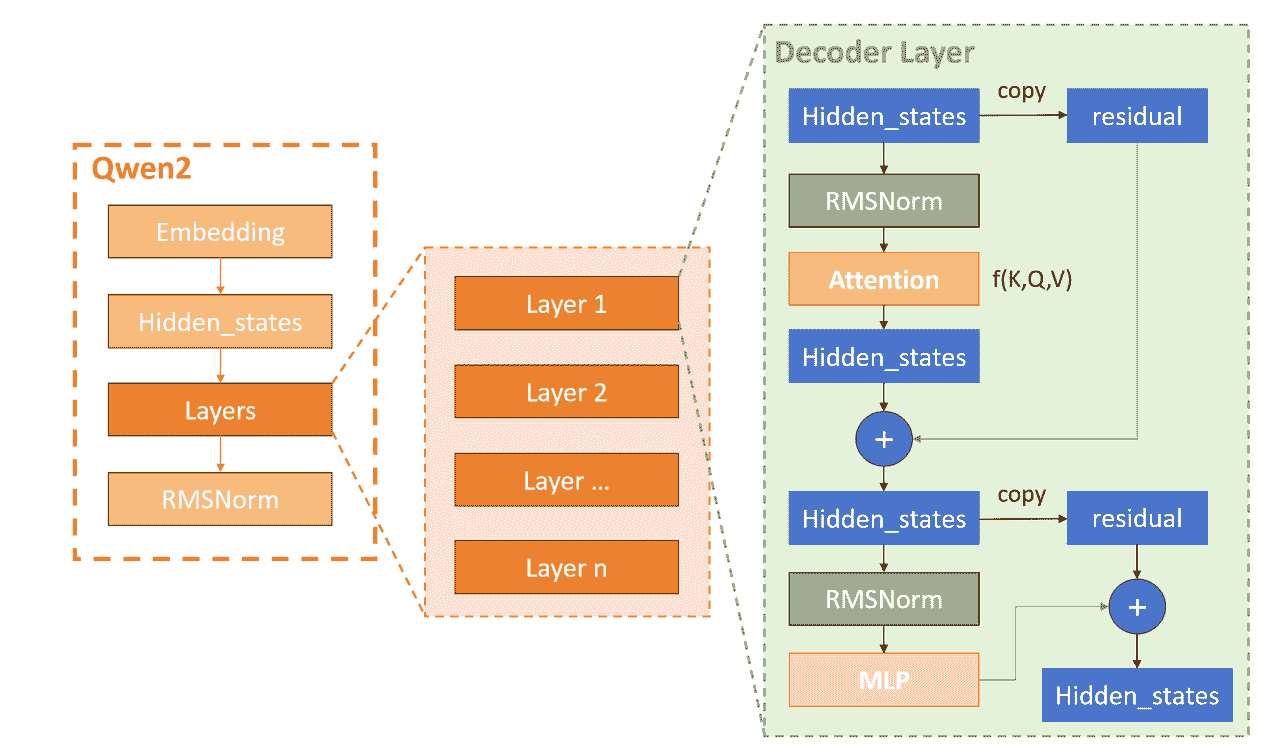 Qwen2
Embedding
Hidden_states
Layers
RMSNorm
Layer 1
Layer 2
Layer ...
Layer n
Decoder Layer
Hidden_states
copy
residual
RMSNorm
Attention
f(K,Q,V)
Hidden_states
+
Hidden_states
copy
residual
RMSNorm
+
MLP
Hidden_states